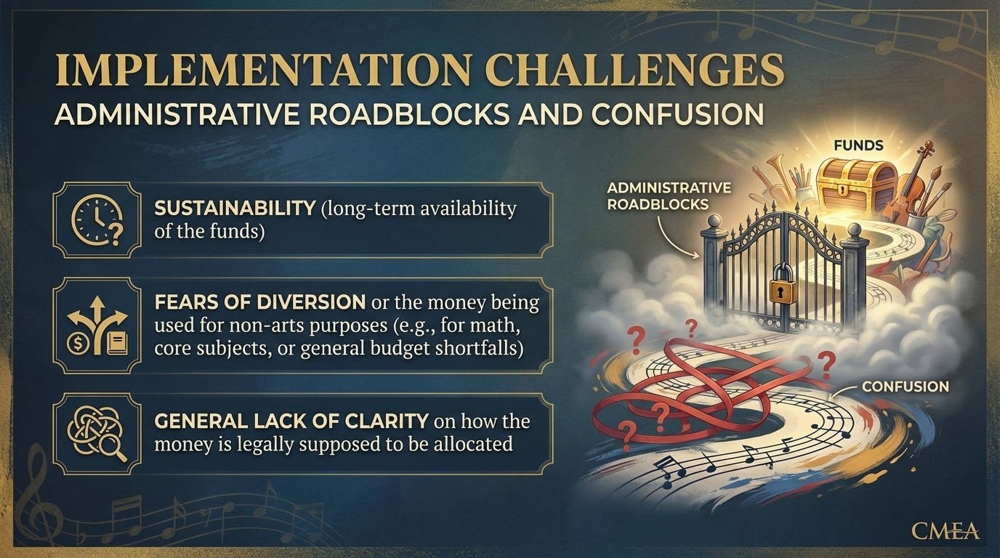 IMPLEMENTATION CHALLENGES
ADMINISTRATIVE ROADBLOCKS AND CONFUSION
SUSTAINABILITY (long-term availability
of the funds)
FEARS OF DIVERSION or the money being
used for non-arts purposes (e.g., for math,
core subjects, or general budget shortfalls)
GENERAL LACK OF CLARITY on how the
money is legally supposed to be allocated
FUNDS
ADMINISTRATIVE
ROADBLOCKS
?
?
?
?
?
CONFUSION
CMEA